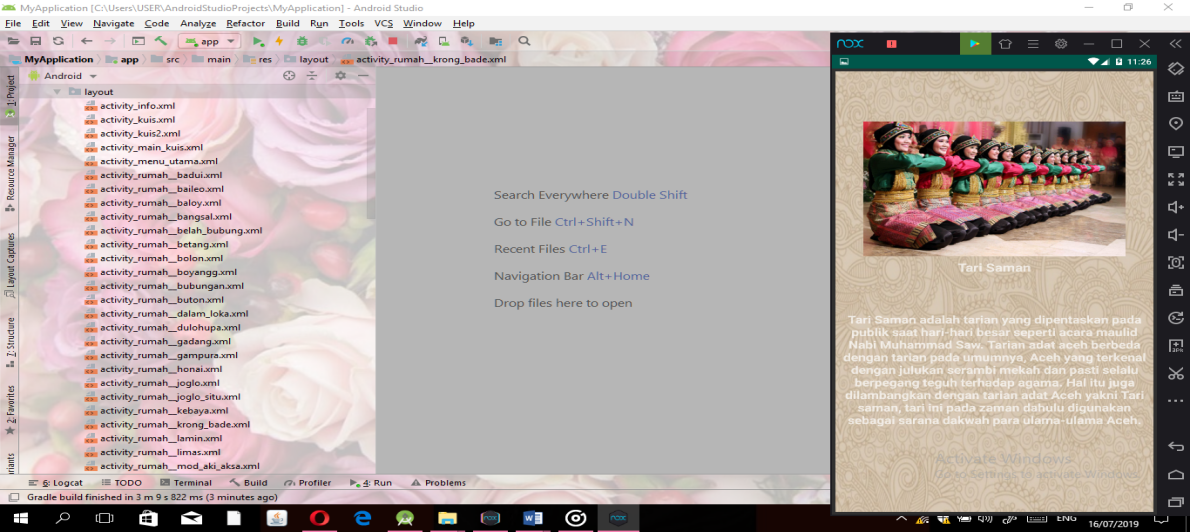 MyApplication [C:\Users\USER\AndroidStudioProjects\MyApplication] - Android Studio
File Edit View Navigate Code Analyze Refactor Build Run Tools VCS Window Help
app
MyApplication app src main res layout activity_rumah__krong_bade.xml
Android
layout
activity_info.xml
activity_kuis.xml
activity_kuis2.xml
activity_main_kuis.xml
activity_menu_utama.xml
activity_rumah__badui.xml
activity_rumah__baileo.xml
activity_rumah__baloy.xml
activity_rumah__bangsal.xml
activity_rumah__belah_bubung.xml
activity_rumah__betang.xml
activity_rumah__bolon.xml
activity_rumah__boyangg.xml
activity_rumah__bubungan.xml
activity_rumah__buton.xml
activity_rumah__dalam_loka.xml
activity_rumah__dulohupa.xml
activity_rumah__gadang.xml
activity_rumah__gampura.xml
activity_rumah__honai.xml
activity_rumah__joglo.xml
activity_rumah__joglo_situ.xml
activity_rumah__kebaya.xml
activity_rumah__krong_bade.xml
activity_rumah__lamin.xml
activity_rumah__limas.xml
activity_rumah__mod_aki_aksa.xml
1: Project
Resource Manager
Layout Captures
Z: Structure
2: Favorites
Search Everywhere Double Shift
Go to File Ctrl+Shift+N
Recent Files Ctrl+E
Navigation Bar Alt+Home
Drop files here to open
nox
11:26
Tari Saman
Tari Saman adalah tarian yang dipentaskan pada
publik saat hari-hari besar seperti acara maulid
Nabi Muhammad Saw. Tarian adat aceh berbeda
dengan tarian pada umumnya, Aceh yang terkenal
dengan julukan serambi mekah dan pasti selalu
berpegang teguh terhadap agama. Hal itu juga
dilambangkan dengan tarian adat Aceh yakni Tari
saman, tari ini pada zaman dahulu digunakan
sebagai sarana dakwah para ulama-ulama Aceh.
Activate Windows
6: Logcat TODO Terminal Build Profiler 4: Run Problems
Gradle build finished in 3 m 9 s 822 ms (3 minutes ago)
ENG
16/07/2019